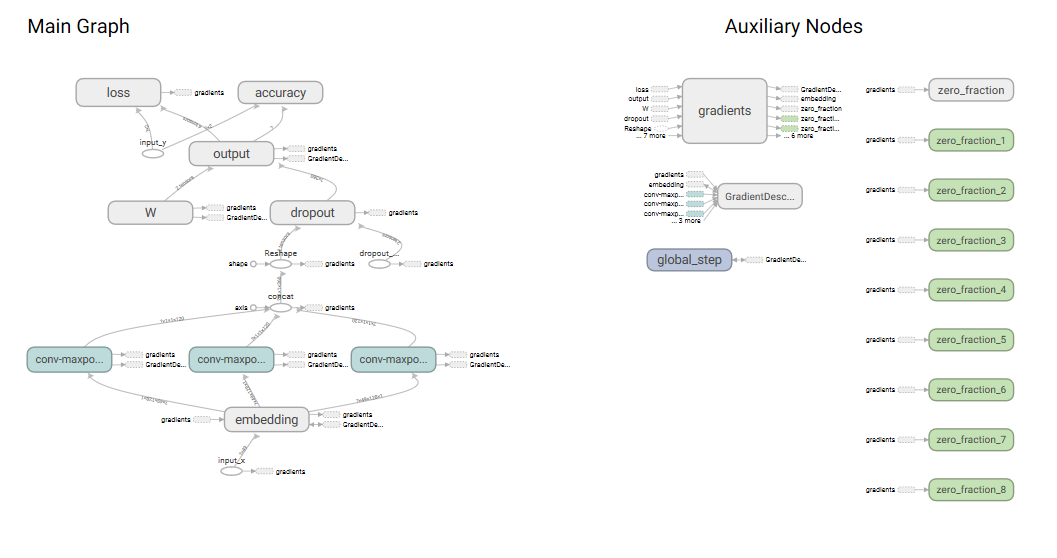 Main Graph
Auxiliary Nodes
loss
gradients
accuracy
input_y
output
gradients
GradientDe...
W
gradients
GradientDe...
dropout
gradients
Reshape
shape
gradients
dropout_...
gradients
concat
axis
gradients
conv-maxpo...
gradients
GradientDe...
conv-maxpo...
gradients
GradientDe...
conv-maxpo...
gradients
GradientDe...
gradients
embedding
gradients
GradientDe...
input_x
gradients
loss
output
W
dropout
Reshape
... 7 more
gradients
GradientDe...
embedding
zero_fraction
zero_fracti...
zero_fracti...
... 6 more
gradients
embedding
conv-maxp...
conv-maxp...
conv-maxp...
... 3 more
GradientDesc...
global_step
GradientDe...
gradients
zero_fraction
gradients
zero_fraction_1
gradients
zero_fraction_2
gradients
zero_fraction_3
gradients
zero_fraction_4
gradients
zero_fraction_5
gradients
zero_fraction_6
gradients
zero_fraction_7
gradients
zero_fraction_8